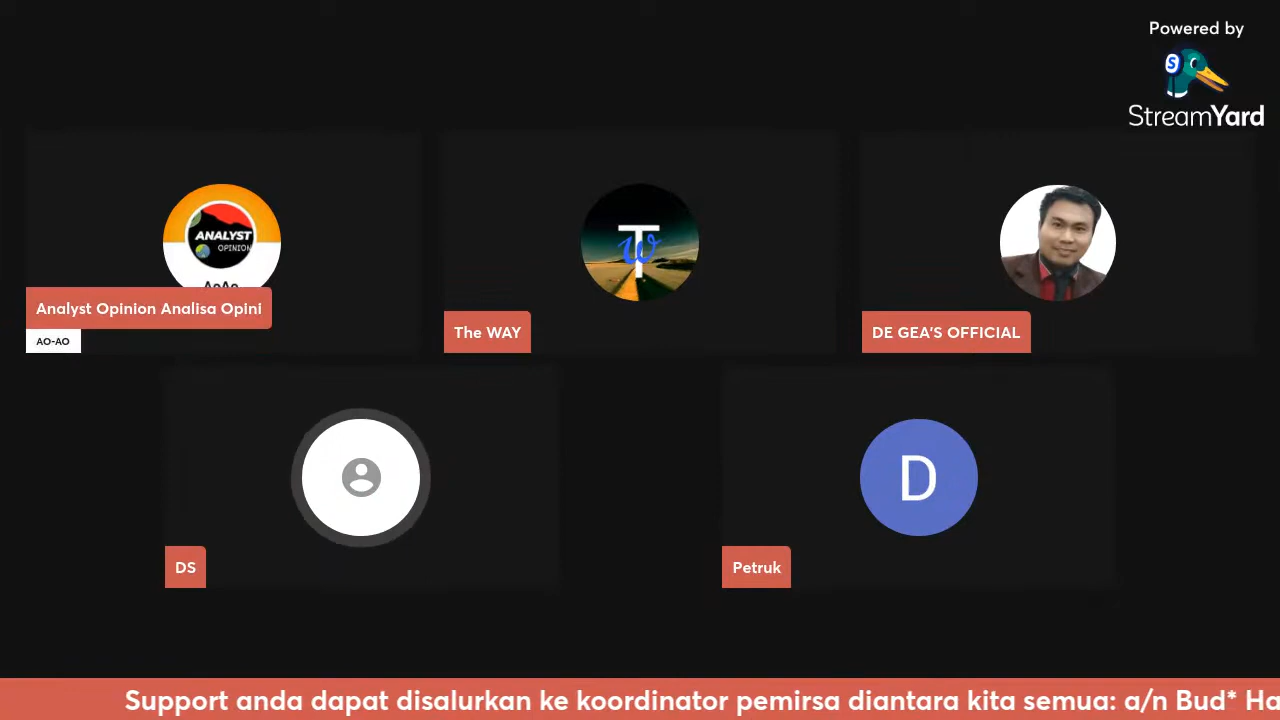 Powered by
StreamYard
S
ANALYST
OPINION
Analyst Opinion Analisa Opini
AO-AO
T
w
The WAY
DE GEA'S OFFICIAL
DS
D
Petruk
Support anda dapat disalurkan ke koordinator pemirsa diantara kita semua: a/n Bud* Ha